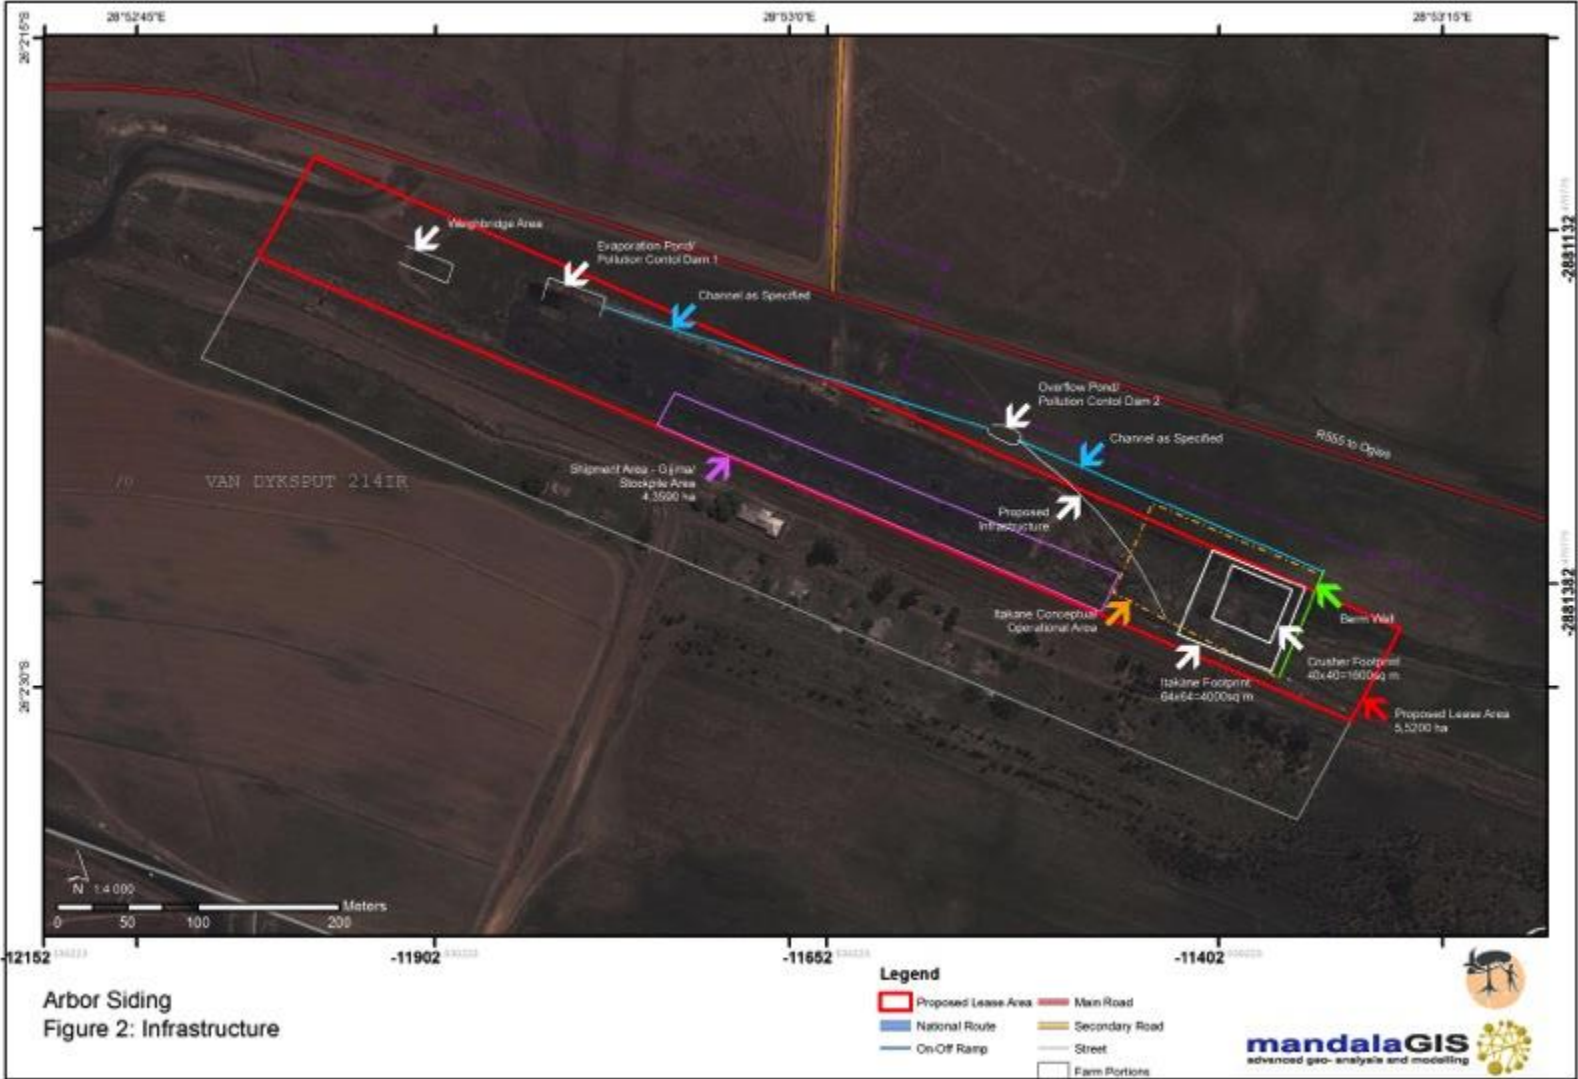 28°52'45"E
28°53'0"E
28°53'15"E
26°2'15"S
-2881132
Weighbridge Area
Evaporation Pond/
Pollution Contol Dam 1
Channel as Specified
Overflow Pond/
Pollution Contol Dam 2
Channel as Specified
R555 to Ogies
VAN DYKSPUT 214IR
Shipment Area - Gijima/
Stockpile Area
4,3590 ha
Proposed
Infrastructure
-2881382
Itakane Conceptual
Operational Area
Berm Wall
Crusher Footprint
40x40=1600sq m
Itakane Footprint
64x64=4000sq m
26°2'30"S
Proposed Lease Area
5,5200 ha
N 1:4 000
Meters
0 50 100 200
-12152
-11902
-11652
-11402
Arbor Siding
Figure 2: Infrastructure
Legend
Proposed Lease Area
National Route
On-Off Ramp
Main Road
Secondary Road
Street
Farm Portions
mandalaGIS
advanced geo- analysis and modelling